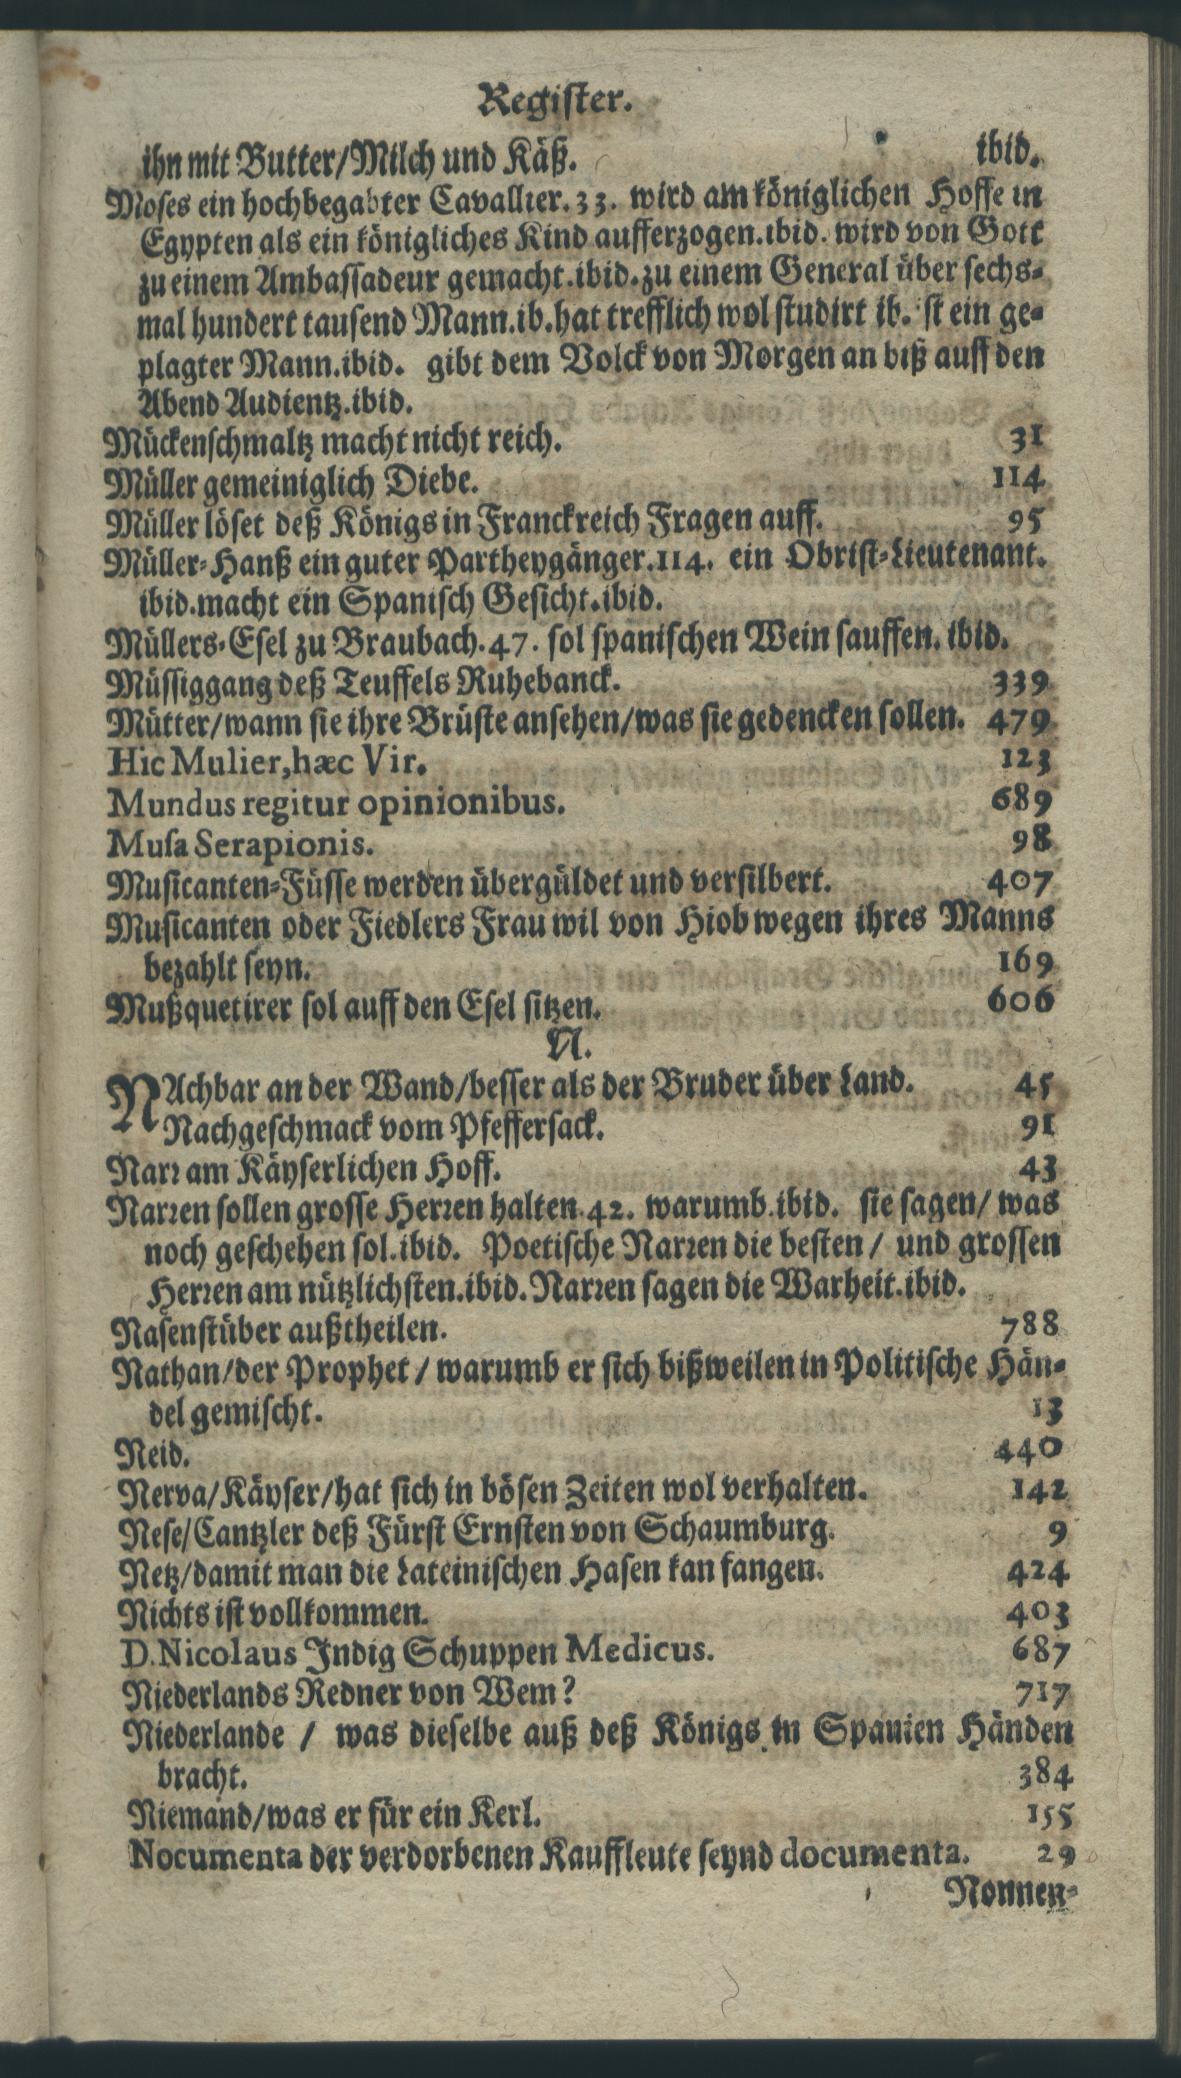 Register.
ihn mit Butter/Milch und Käß. ibid.
Moses ein hochbegabter Cavallier. 33. wird am königlichen Hoffe in
Egypten als ein königliches Kind aufferzogen. ibid. wird von Gott
zu einem Ambassadeur gemacht. ibid. zu einem General über sechs-
mal hundert tausend Mann. ib. hat trefflich wol studirt ib. ist ein ge-
plagter Mann. ibid. gibt dem Volck von Morgen an biß auff den
Abend Audientz. ibid.
Mückenschmaltz macht nicht reich. 31
Müller gemeiniglich Diebe. 114
Müller löset deß Königs in Franckreich Fragen auff. 95
Müller-Hanß ein guter Partheygänger. 114. ein Obrist-Lieutenant.
ibid. macht ein Spanisch Gesicht. ibid.
Müllers-Esel zu Braubach. 47. sol spanischen Wein sauffen. ibid.
Müssiggang deß Teuffels Ruhebanck. 339
Mütter/wann sie ihre Brüste ansehen/was sie gedencken sollen. 479
Hic Mulier, hæc Vir. 123
Mundus regitur opinionibus. 689
Musa Serapionis. 98
Musicanten-Füsse werden übergüldet und versilbert. 407
Musicanten oder Fiedlers Frau wil von Hiob wegen ihres Manns
bezahlt seyn. 169
Mußquetirer sol auff den Esel sitzen. 606
N.
NAchbar an der Wand/besser als der Bruder über Land. 45
Nachgeschmack vom Pfeffersack. 91
Narr am Käyserlichen Hoff. 43
Narren sollen grosse Herren halten. 42. warumb. ibid. sie sagen/ was
noch geschehen sol. ibid. Poetische Narren die besten / und grossen
Herren am nützlichsten. ibid. Narren sagen die Warheit. ibid.
Nasenstüber außtheilen. 788
Nathan/der Prophet / warumb er sich bißweilen in Politische Hän-
del gemischt. 13
Neid. 440
Nerva/Käyser/hat sich in bösen Zeiten wol verhalten. 142
Nese/Cantzler deß Fürst Ernsten von Schaumburg. 9
Netz/damit man die Lateinischen Hasen kan fangen. 424
Nichts ist vollkommen. 403
D. Nicolaus Indig Schuppen Medicus. 687
Niederlands Redner von Wem? 717
Niederlande / was dieselbe auß deß Königs in Spanien Händen
bracht. 384
Niemand/was er für ein Kerl. 155
Nocumenta der verdorbenen Kauffleute seynd documenta. 29
Nonnen-